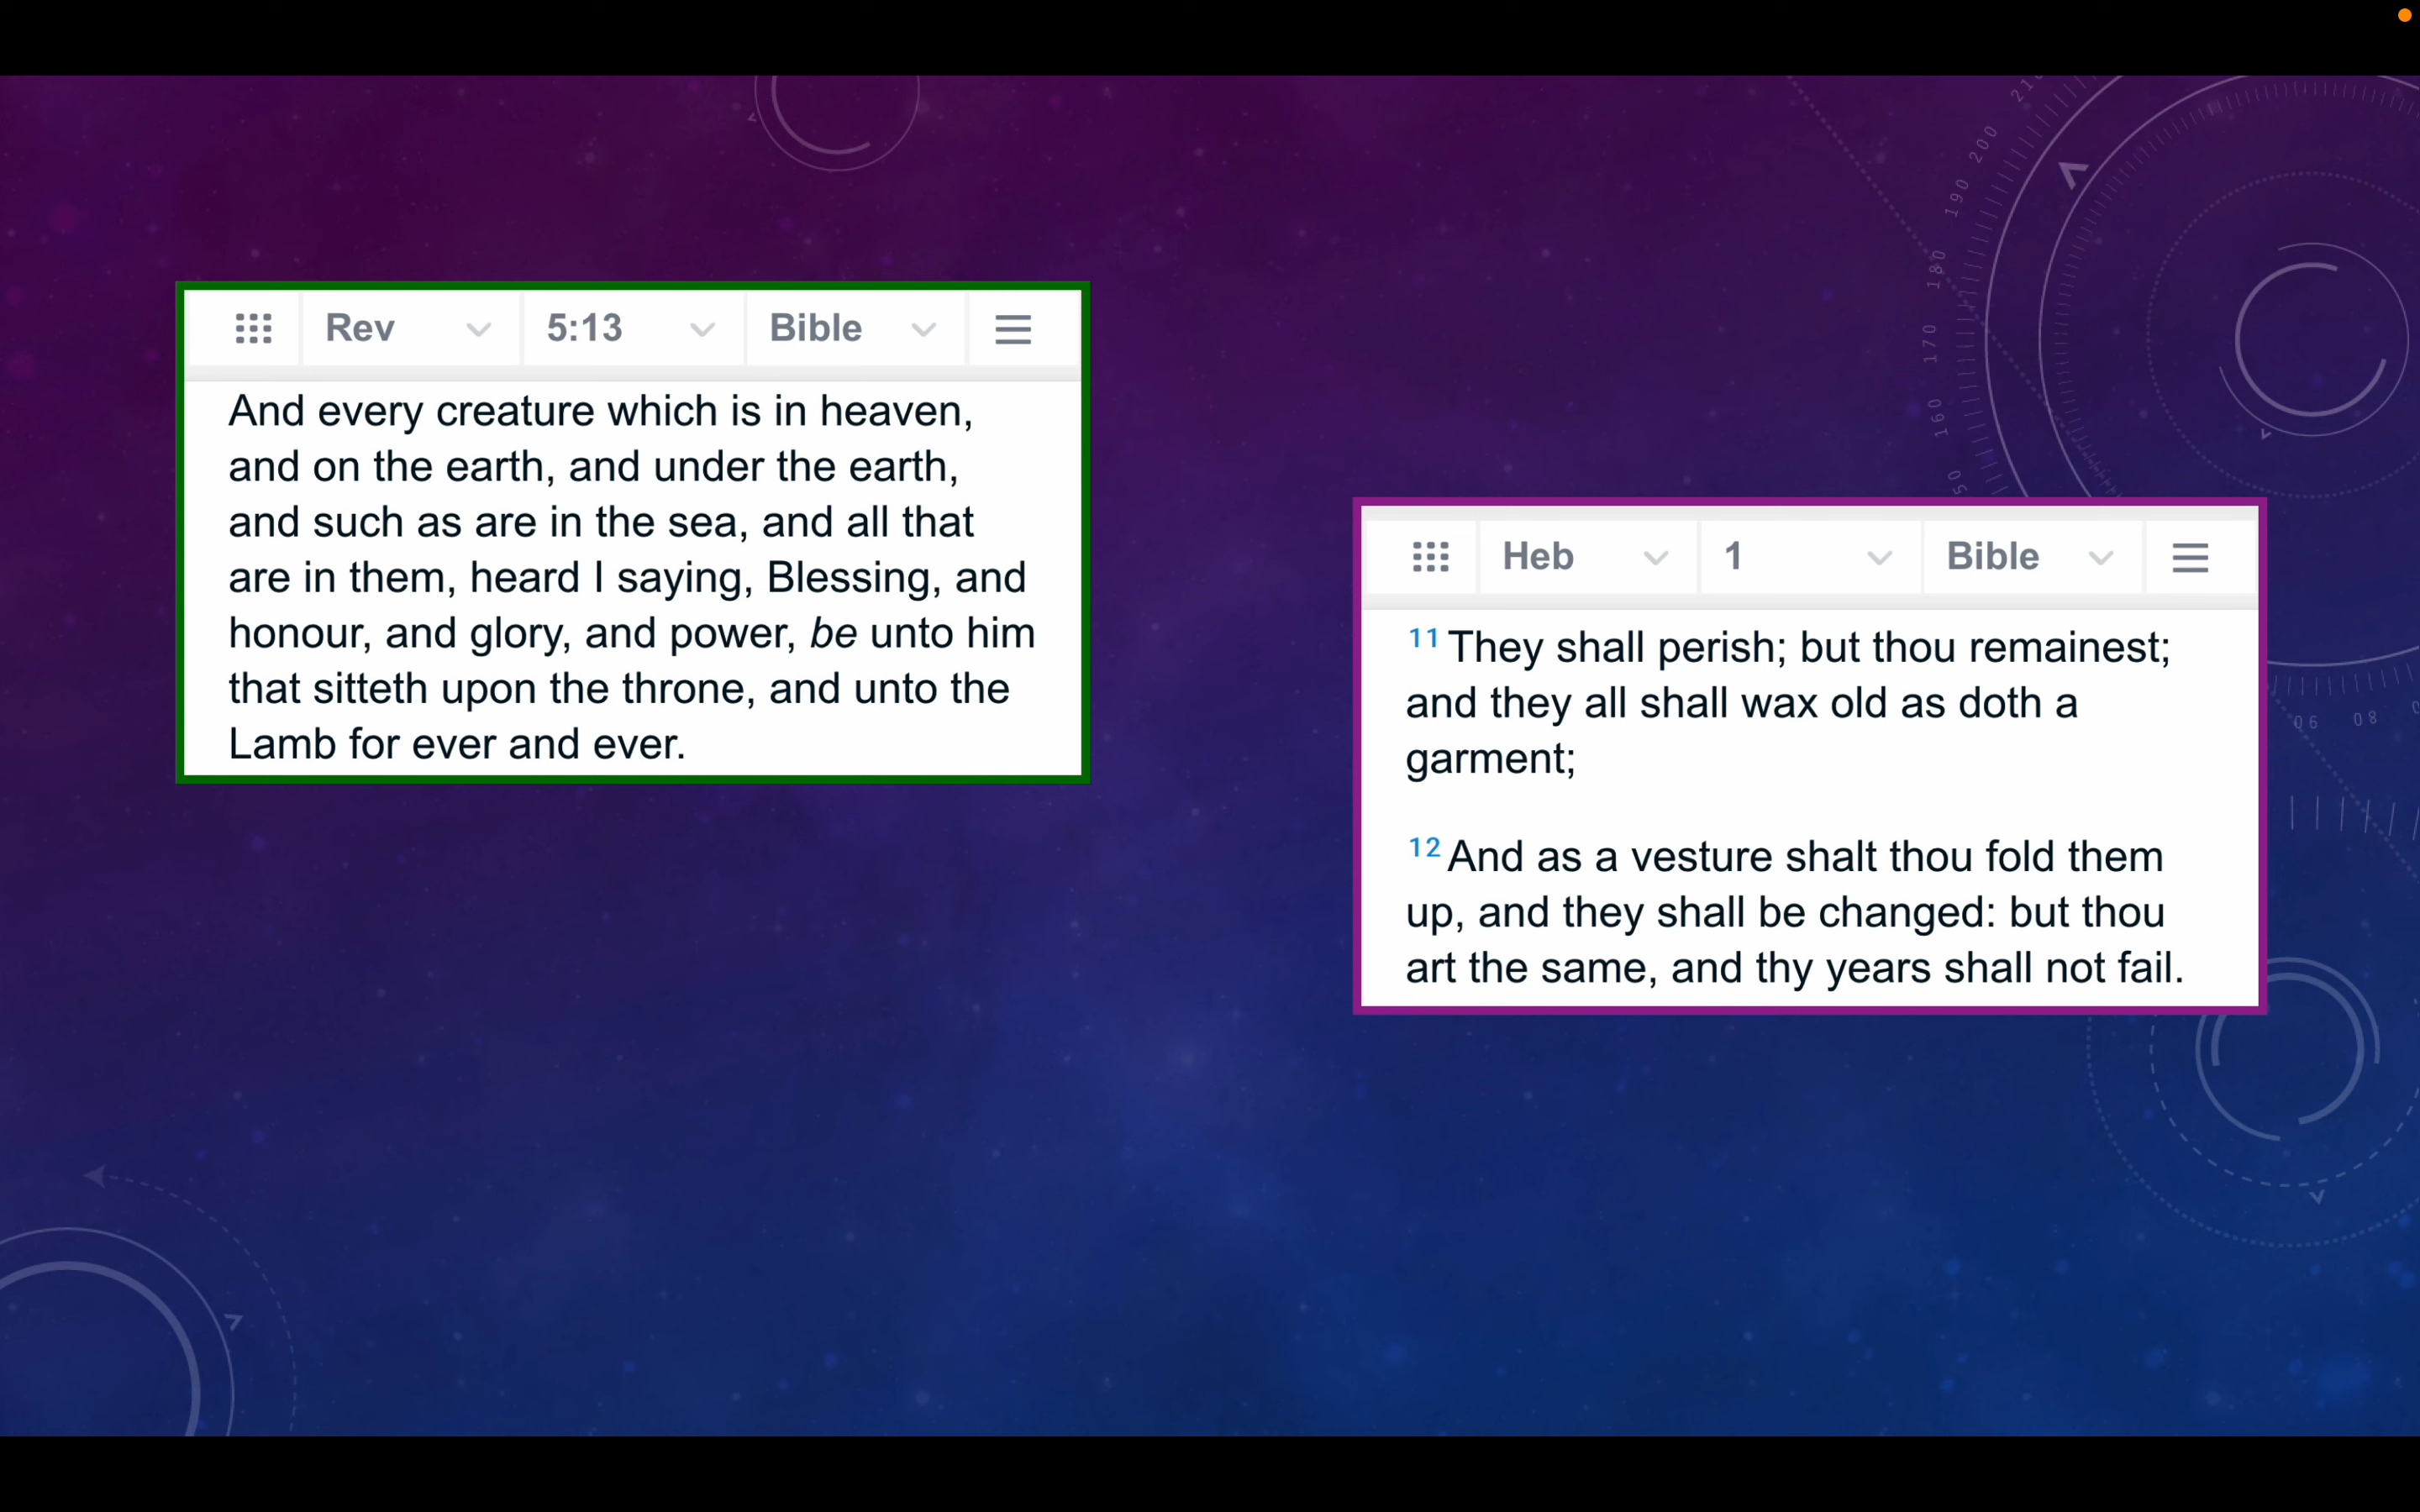 Rev 5:13 Bible
And every creature which is in heaven,
and on the earth, and under the earth,
and such as are in the sea, and all that
are in them, heard I saying, Blessing, and
honour, and glory, and power, be unto him
that sitteth upon the throne, and unto the
Lamb for ever and ever.
Heb 1 Bible
11 They shall perish; but thou remainest;
and they all shall wax old as doth a
garment;
12 And as a vesture shalt thou fold them
up, and they shall be changed: but thou
art the same, and thy years shall not fail.
200
190
180
170
160